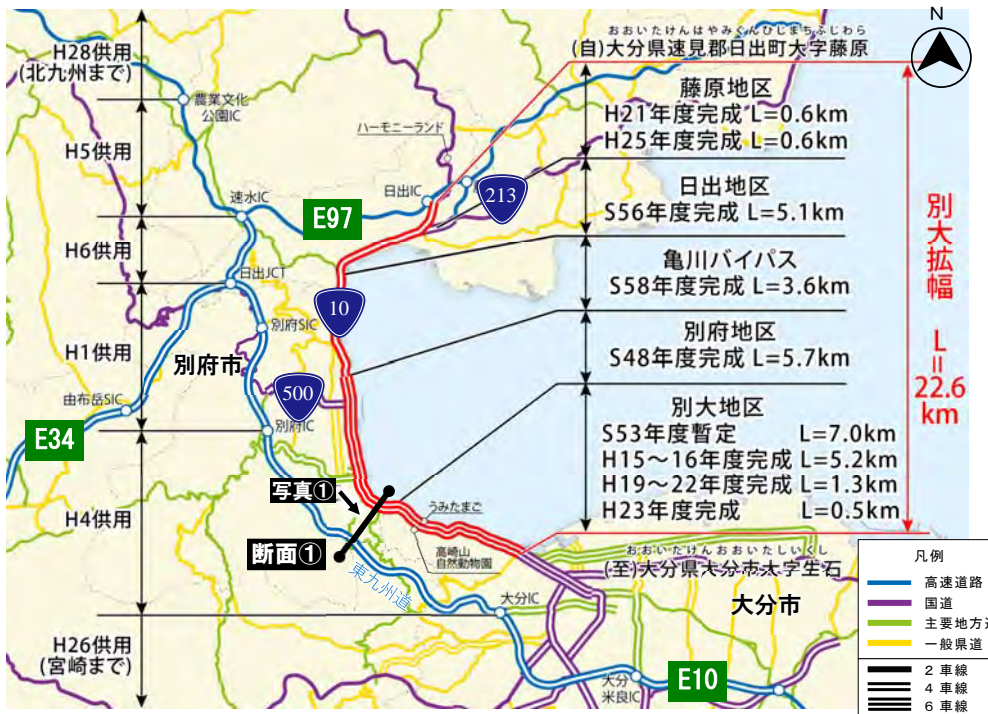 H28供用
(北九州まで)
農業文化
公園IC
H5供用
速水IC
H6供用
日出JCT
H1供用
別府SIC
別府市
由布岳SIC
E34
別府IC
H4供用
H26供用
(宮崎まで)
ハーモニーランド
日出IC
E97
213
10
500
写真①
断面①
東九州道
うみたまご
高崎山
自然動物園
大分IC
大分
米良IC
E10
大分市
おおいたけんはやみぐんひじまちふじわら
(自)大分県速見郡日出町大字藤原
N
藤原地区
H21年度完成 L=0.6km
H25年度完成 L=0.6km
日出地区
S56年度完成 L=5.1km
亀川バイパス
S58年度完成 L=3.6km
別府地区
S48年度完成 L=5.7km
別大地区
S53年度暫定 L=7.0km
H15～16年度完成 L=5.2km
H19～22年度完成 L=1.3km
H23年度完成 L=0.5km
別大拡幅 L=22.6km
おおいたけんおおいたしいくし
(至)大分県大分市大字生石
凡例
高速道路
国道
主要地方
一般県道
2 車線
4 車線
6 車線